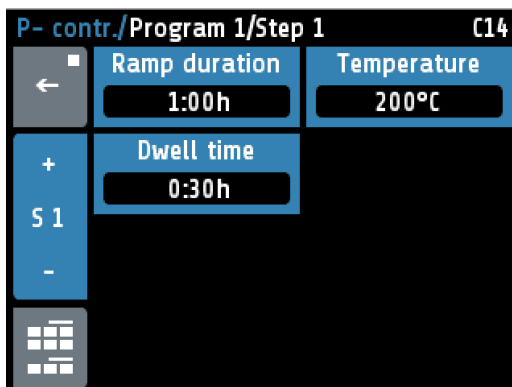 P- contr./Program 1/Step 1 C14
Ramp duration
1:00h
Temperature
200°C
Dwell time
0:30h
+
S 1
-